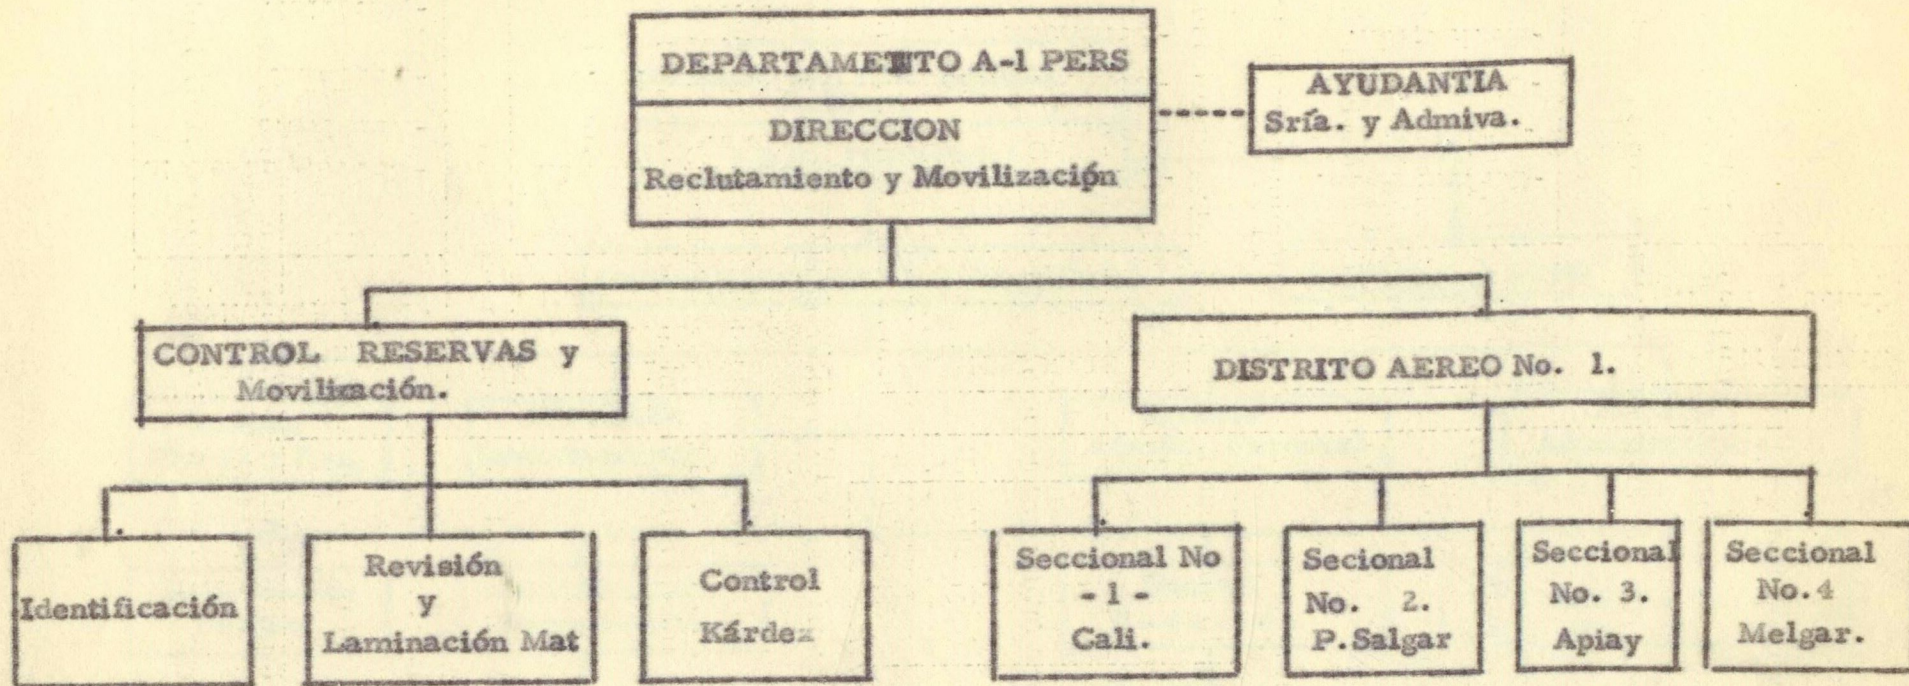 DEPARTAMENTO A-1 PERS
DIRECCION
Reclutamiento y Movilización
AYUDANTIA
Sría. y Admiva.
CONTROL RESERVAS y
Movilización.
DISTRITO AEREO No. 1.
Identificación
Revisión
y
Laminación Mat
Control
Kárdex
Seccional No
- 1 -
Cali.
Secional
No. 2.
P.Salgar
Seccional
No. 3.
Apiay
Seccional
No.4
Melgar.